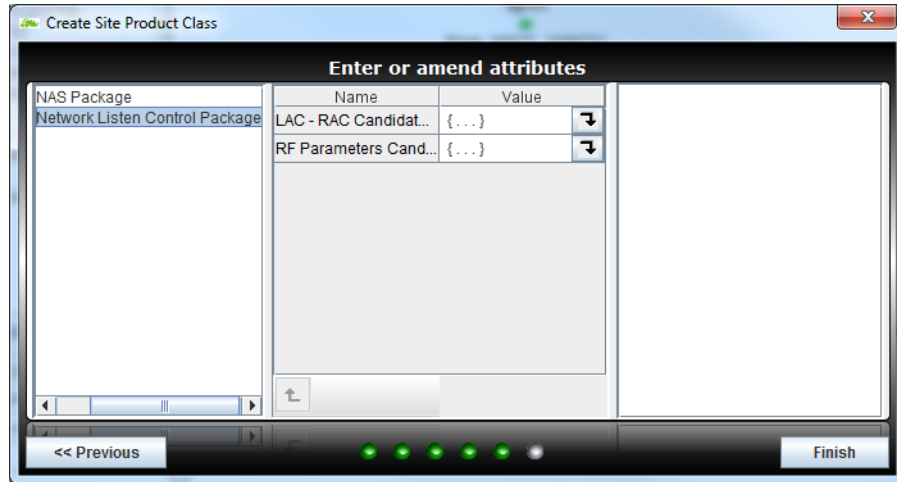 Create Site Product Class
Enter or amend attributes
NAS Package
Network Listen Control Package
Name Value
LAC - RAC Candidat... {...}
RF Parameters Cand... {...}
<< Previous
Finish